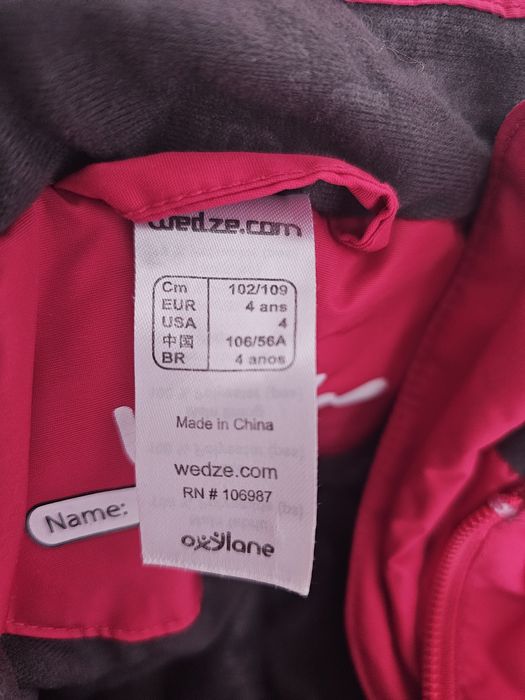 wedze.com
Cm 102/109
EUR 4 ans
USA 4
中国 106/56A
BR 4 anos
Made in China
wedze.com
RN # 106987
oxylane
Name: